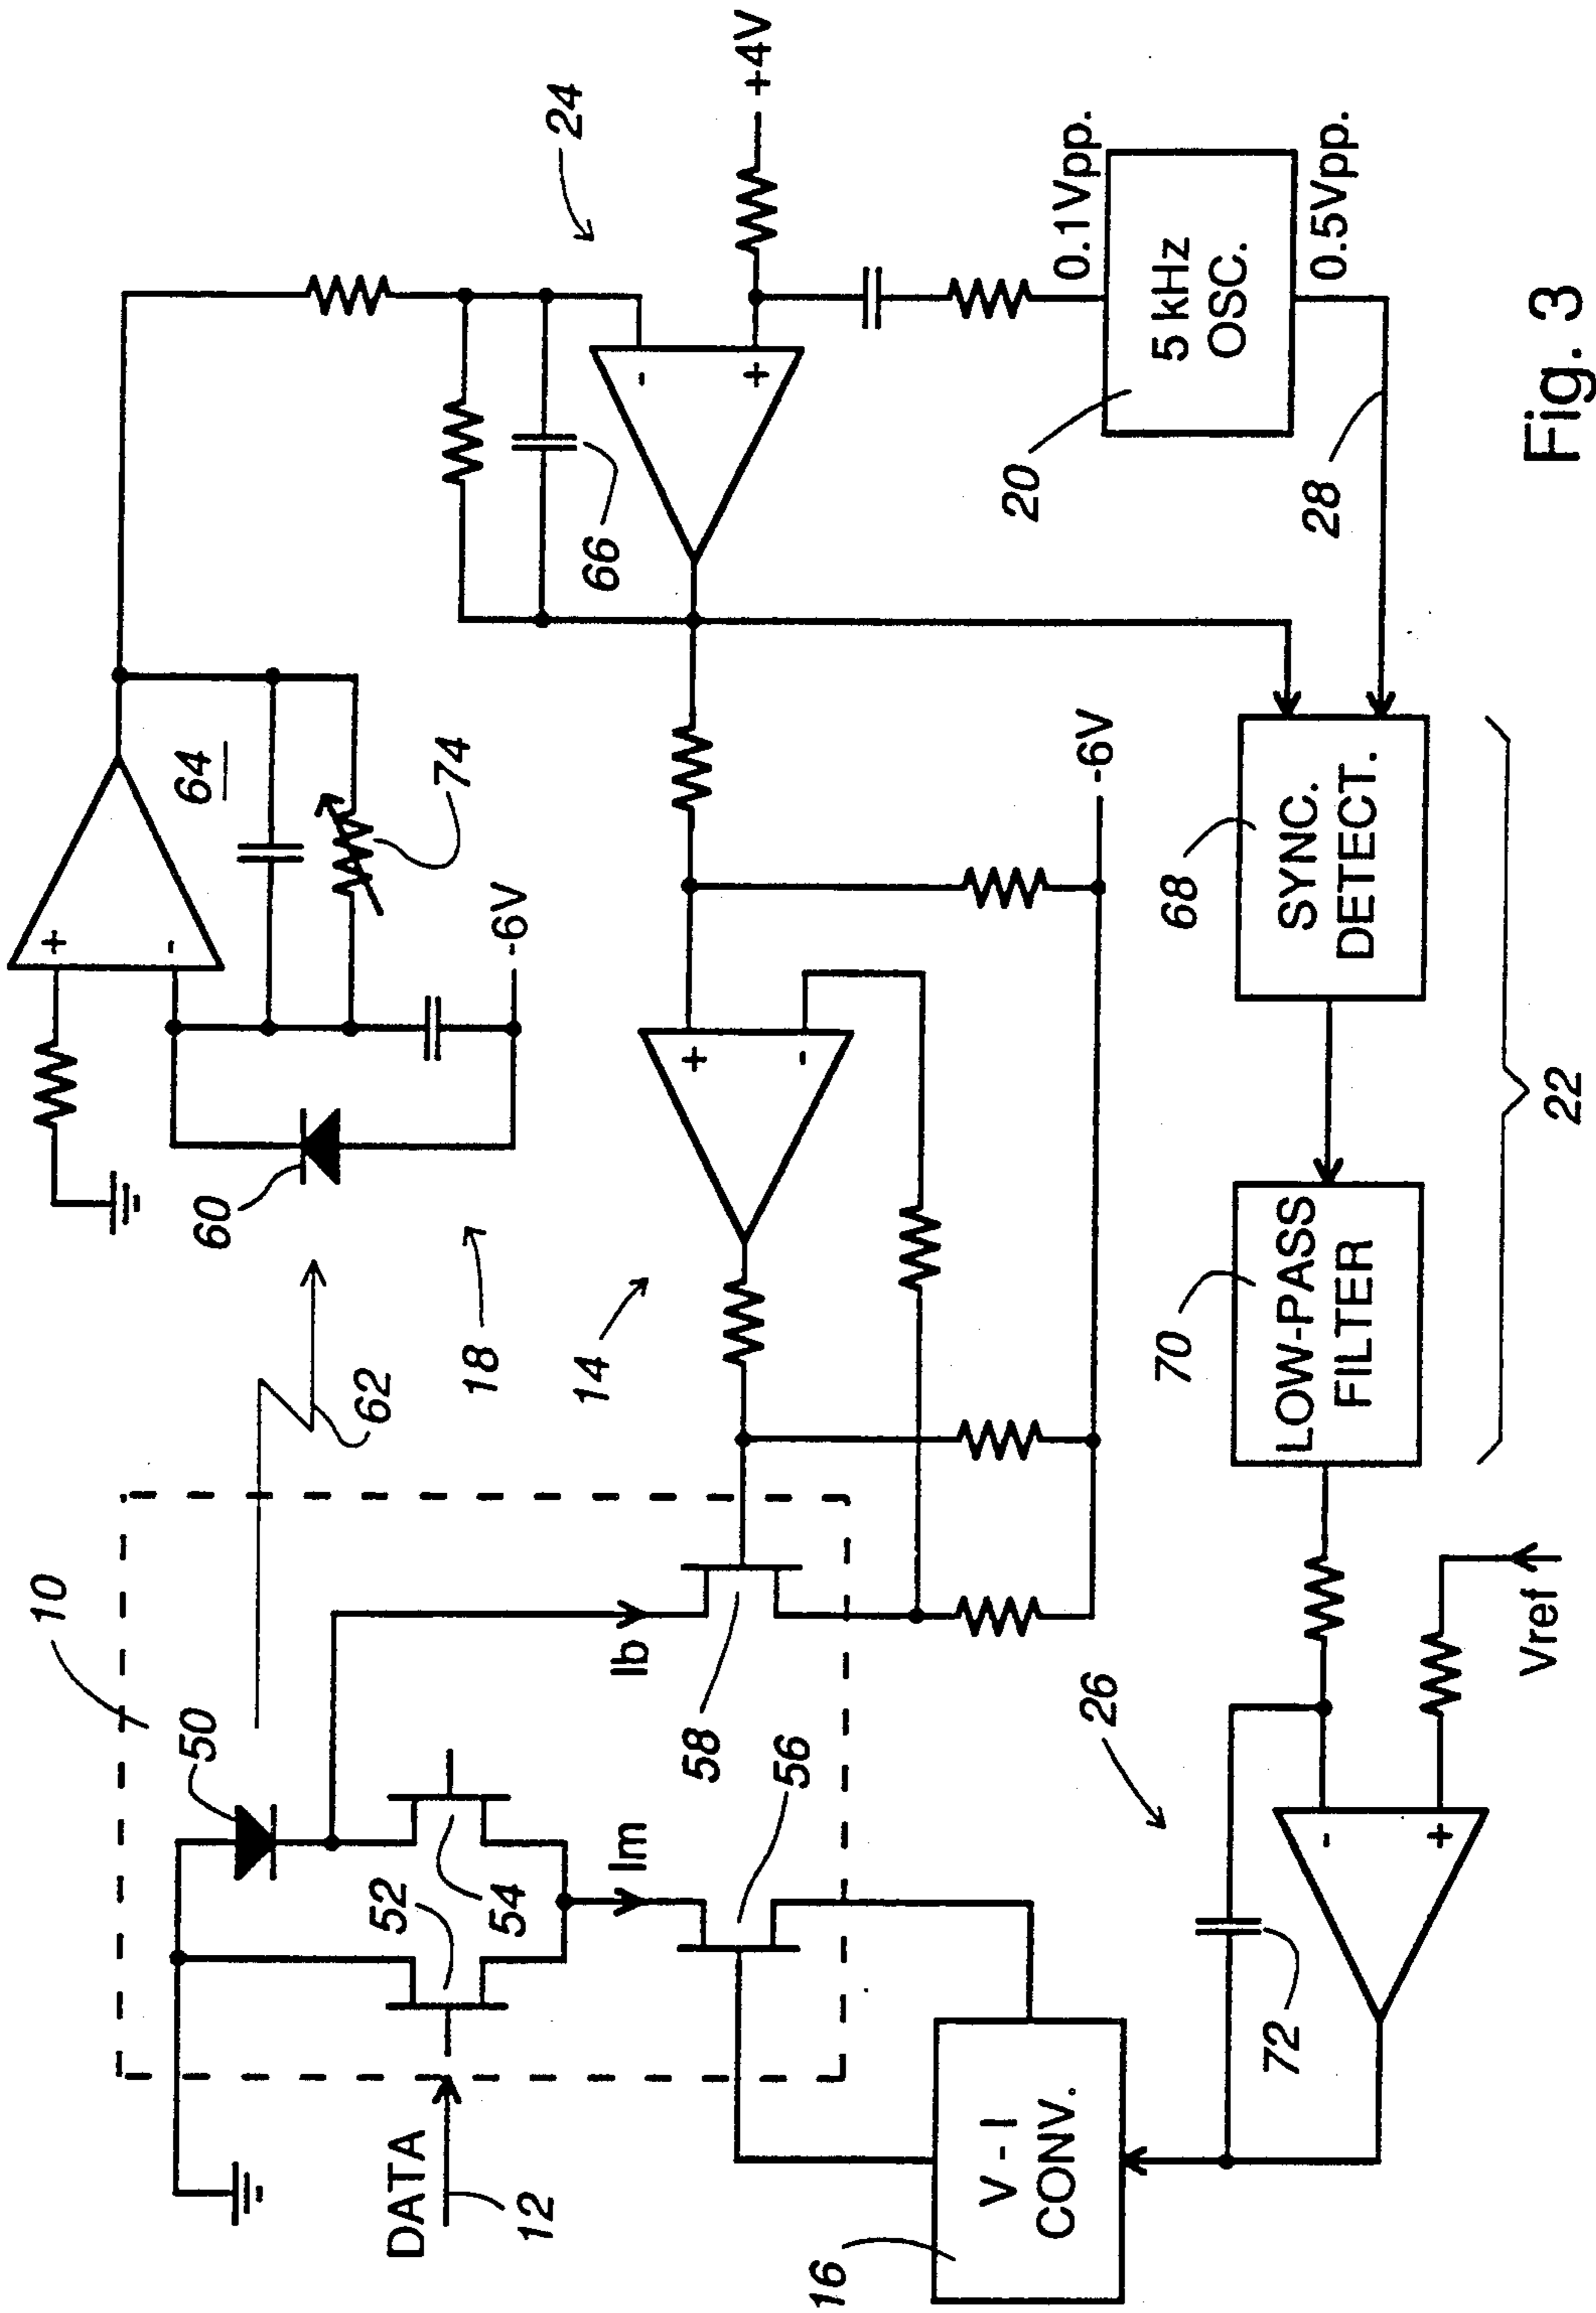 10
50
52
54
DATA
12
Im
Ib
56
58
62
60
18
14
+
-
64
74
-6V
24
+4V
-
+
66
0.1Vpp.
5 kHz
OSC.
0.5Vpp.
20
28
+
-
-6V
68
SYNC.
DETECT.
70
LOW-PASS
FILTER
22
26
Vref
-
+
72
16
V - I
CONV.
Fig. 3